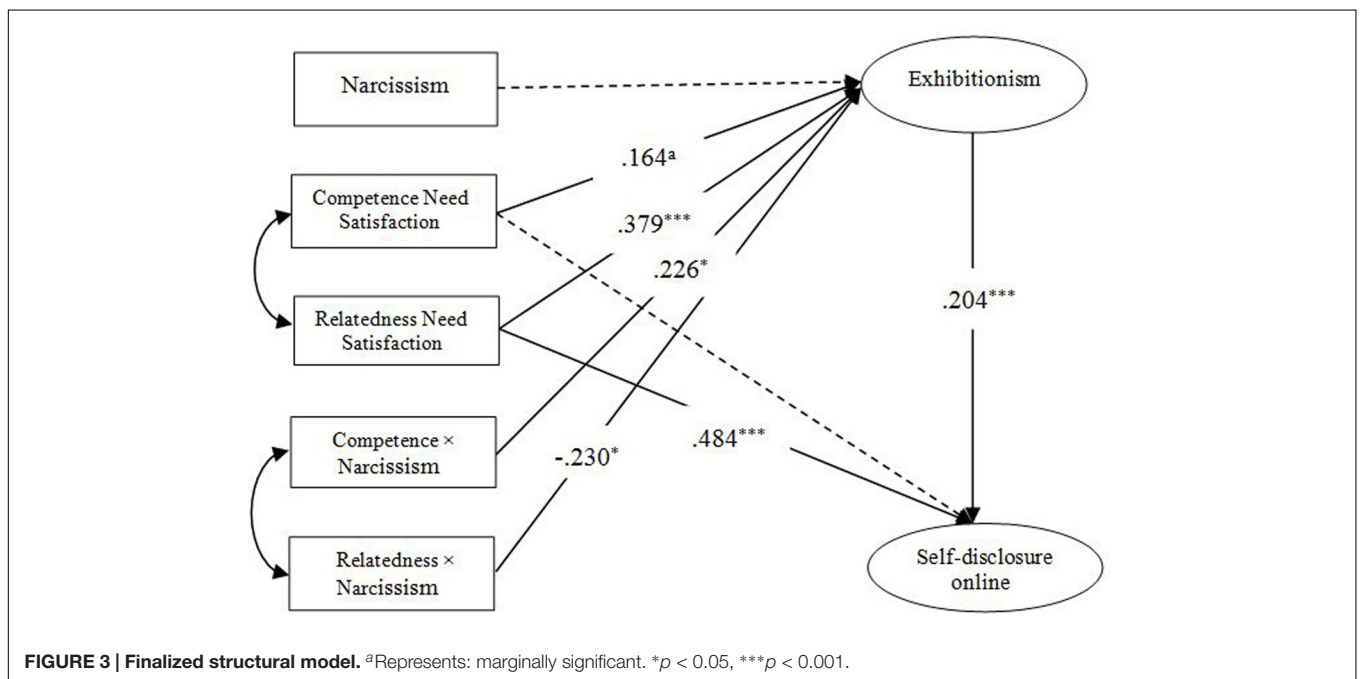 Narcissism
Exhibitionism
.164ᵃ
Competence Need
Satisfaction
.379***
.226*
.204***
Relatedness Need
Satisfaction
.484***
Competence ×
Narcissism
-.230*
Relatedness ×
Narcissism
Self-disclosure
online
FIGURE 3 | Finalized structural model. ᵃRepresents: marginally significant. *p < 0.05, ***p < 0.001.